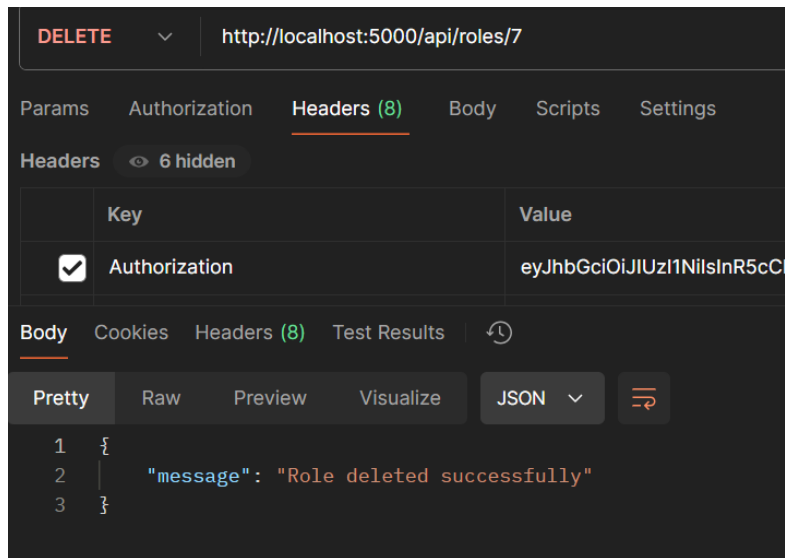 DELETE http://localhost:5000/api/roles/7
Params Authorization Headers (8) Body Scripts Settings
Headers 6 hidden
Key Value
Authorization eyJhbGciOiJIUzI1NiIsInR5cCI
Body Cookies Headers (8) Test Results
Pretty Raw Preview Visualize JSON
1 {
2 "message": "Role deleted successfully"
3 }